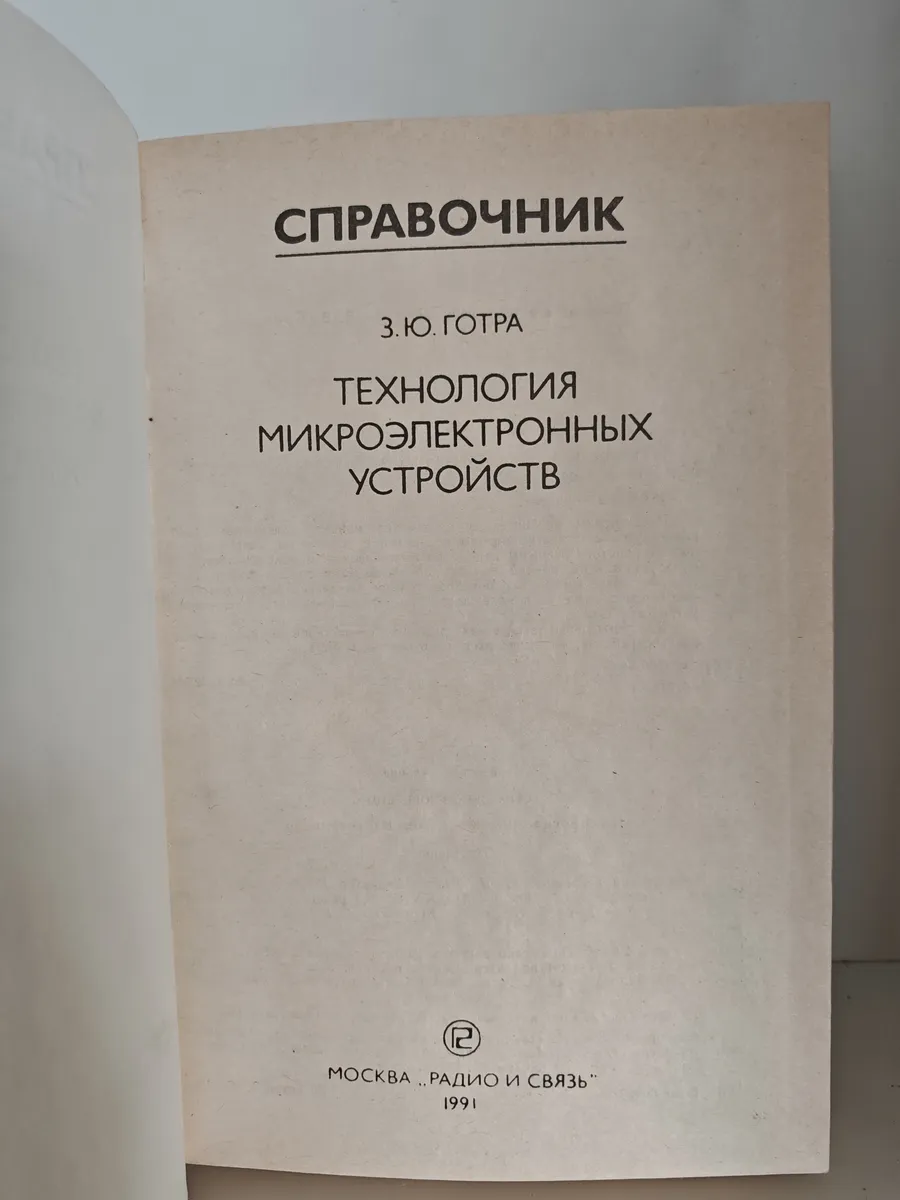 СПРАВОЧНИК
З. Ю. ГОТРА
ТЕХНОЛОГИЯ
МИКРОЭЛЕКТРОННЫХ
УСТРОЙСТВ
МОСКВА „РАДИО И СВЯЗЬ"
1991